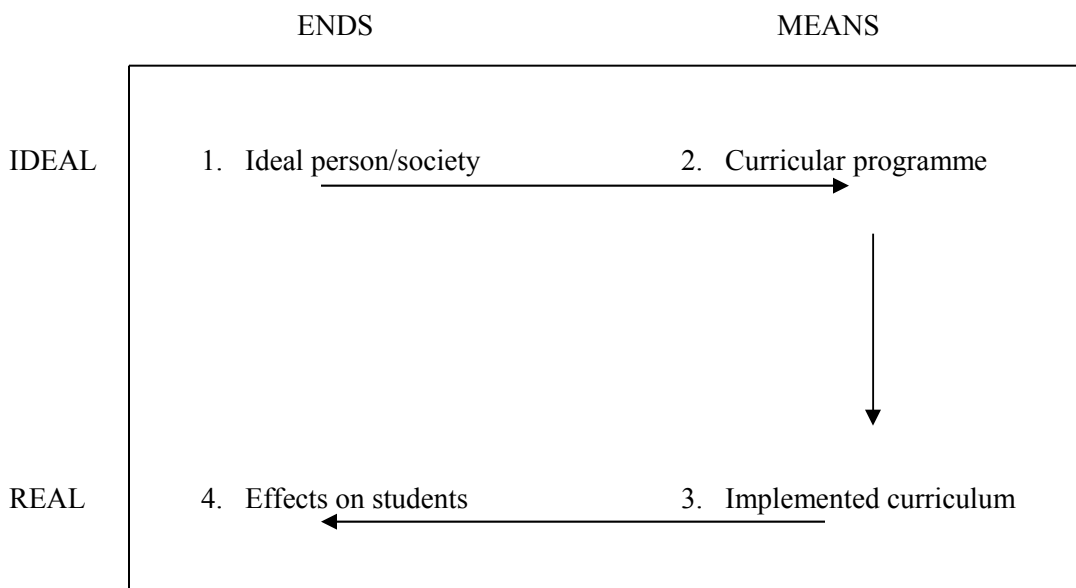 ENDS MEANS
IDEAL 1. Ideal person/society 2. Curricular programme
REAL 4. Effects on students 3. Implemented curriculum